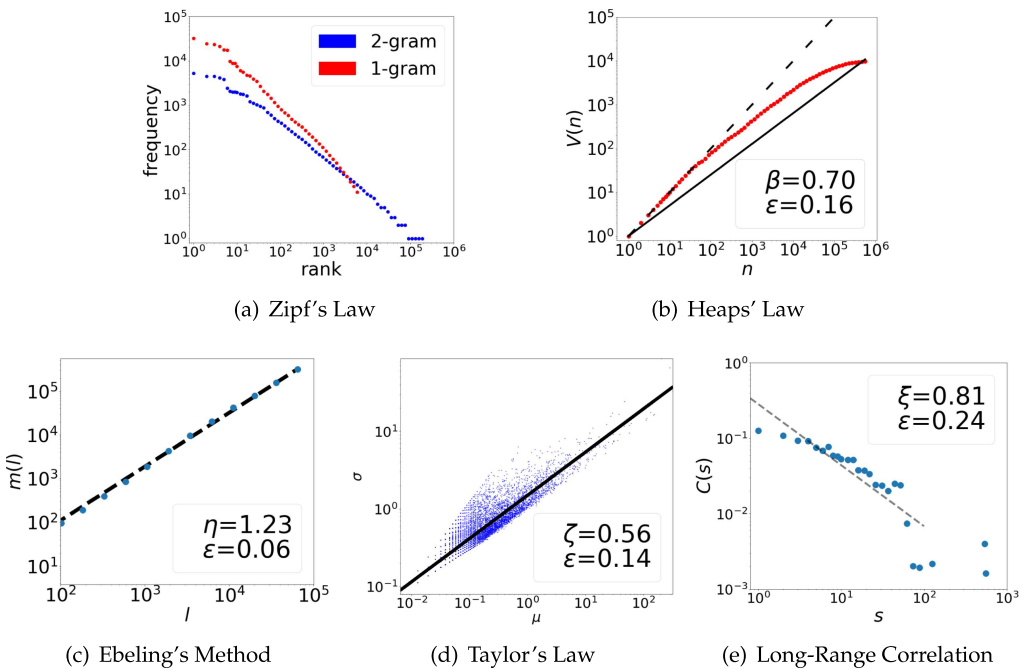 10^5
10^4
10^3
10^2
10^1
10^0
frequency
2-gram
1-gram
10^0 10^1 10^2 10^3 10^4 10^5 10^6
rank
(a) Zipf's Law
10^5
10^4
10^3
10^2
10^1
10^0
V(n)
β=0.70
ε=0.16
10^0 10^1 10^2 10^3 10^4 10^5 10^6
n
(b) Heaps' Law
10^5
10^4
10^3
10^2
10^1
m(l)
η=1.23
ε=0.06
10^2 10^3 10^4 10^5
l
(c) Ebeling's Method
10^1
10^0
10^−1
σ
ζ=0.56
ε=0.14
10^−2 10^−1 10^0 10^1 10^2
μ
(d) Taylor's Law
10^0
10^−1
10^−2
10^−3
C(s)
ξ=0.81
ε=0.24
10^0 10^1 10^2 10^3
s
(e) Long-Range Correlation